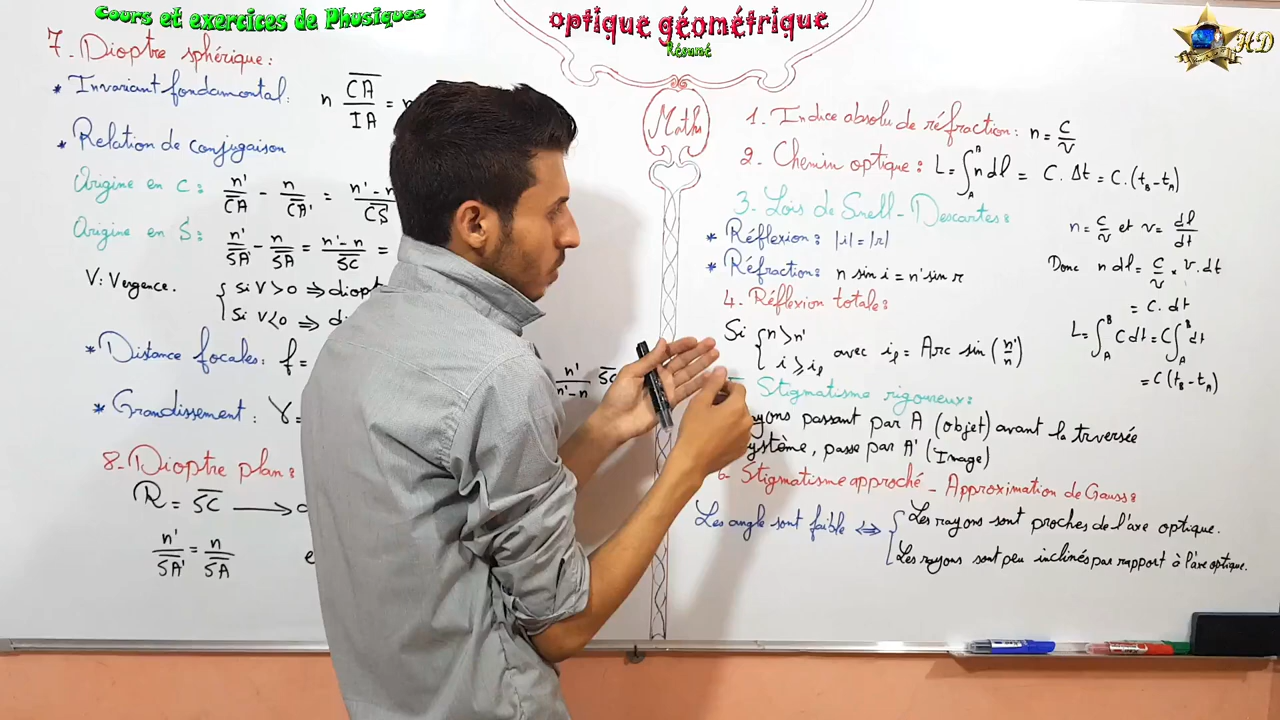 Cours et exercices de Physiques
optique géométrique
Résumé
HD
7. Dioptre sphérique:
* Invariant fondamental: n CA/IA = n
* Relation de conjugaison
Origine en C: n'/CA - n/CA' = n'-n/CS
Origine en S: n'/SA' - n/SA = n'-n/SC =
V: Vergence. { Si V>0 ⇒ diopt
Si V<0 ⇒ d
* Distance focales: f =
n'/n'-n SC
* Grandissement: γ =
8- Dioptre plan:
R = SC →
n'/SA' = n/SA
Maths
1. Indice absolu de réfraction: n = c/v
2. Chemin optique: L = ∫ n dl = C. Δt = C.(tB - tA)
3. Lois de Snell-Descartes:
* Réflexion: |i| = |r|
* Réfraction: n sin i = n' sin r
4. Réflexion totale:
Si { n > n'
i ≥ il avec il = Arc sin (n'/n)
n = c/v et v = dl/dt
Donc n dl = c/v × v.dt
= C. dt
L = ∫ C dt = C ∫ dt
= C (tB - tA)
Stigmatisme rigoureux:
yons passant par A (objet) avant la trversée
ystème, passe par A' (Image)
6- Stigmatisme approché - Approximation de Gauss:
Les angle sont faible ⇔ { Les rayons sont proches de l'axe optique.
Les rayons sont peu inclinés par rapport à l'axe optique.